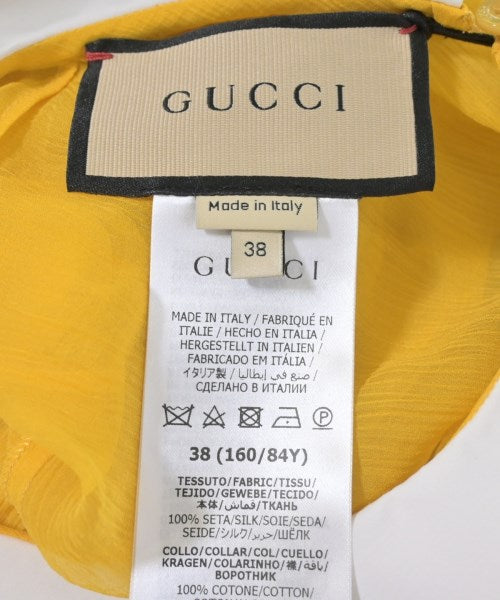 GUCCI
Made in Italy
38
GUCCI
MADE IN ITALY / FABRIQUÉ EN
ITALIE / HECHO EN ITALIA /
HERGESTELLT IN ITALIEN /
FABRICADO EM ITÁLIA /
イタリア製 / صنع في إيطاليا /
СДЕЛАНО В ИТАЛИИ
P
38 (160/84Y)
TESSUTO/FABRIC/TISSU/
TEJIDO/GEWEBE/TECIDO/
本体/قماش/ТКАНЬ
100% SETA/SILK/SOIE/SEDA/
SEIDE/シルク/حرير/ШЁЛК
COLLO/COLLAR/COL/CUELLO/
KRAGEN/COLARINHO/襟/ياقة/
ВОРОТНИК
100% COTONE/COTTON/